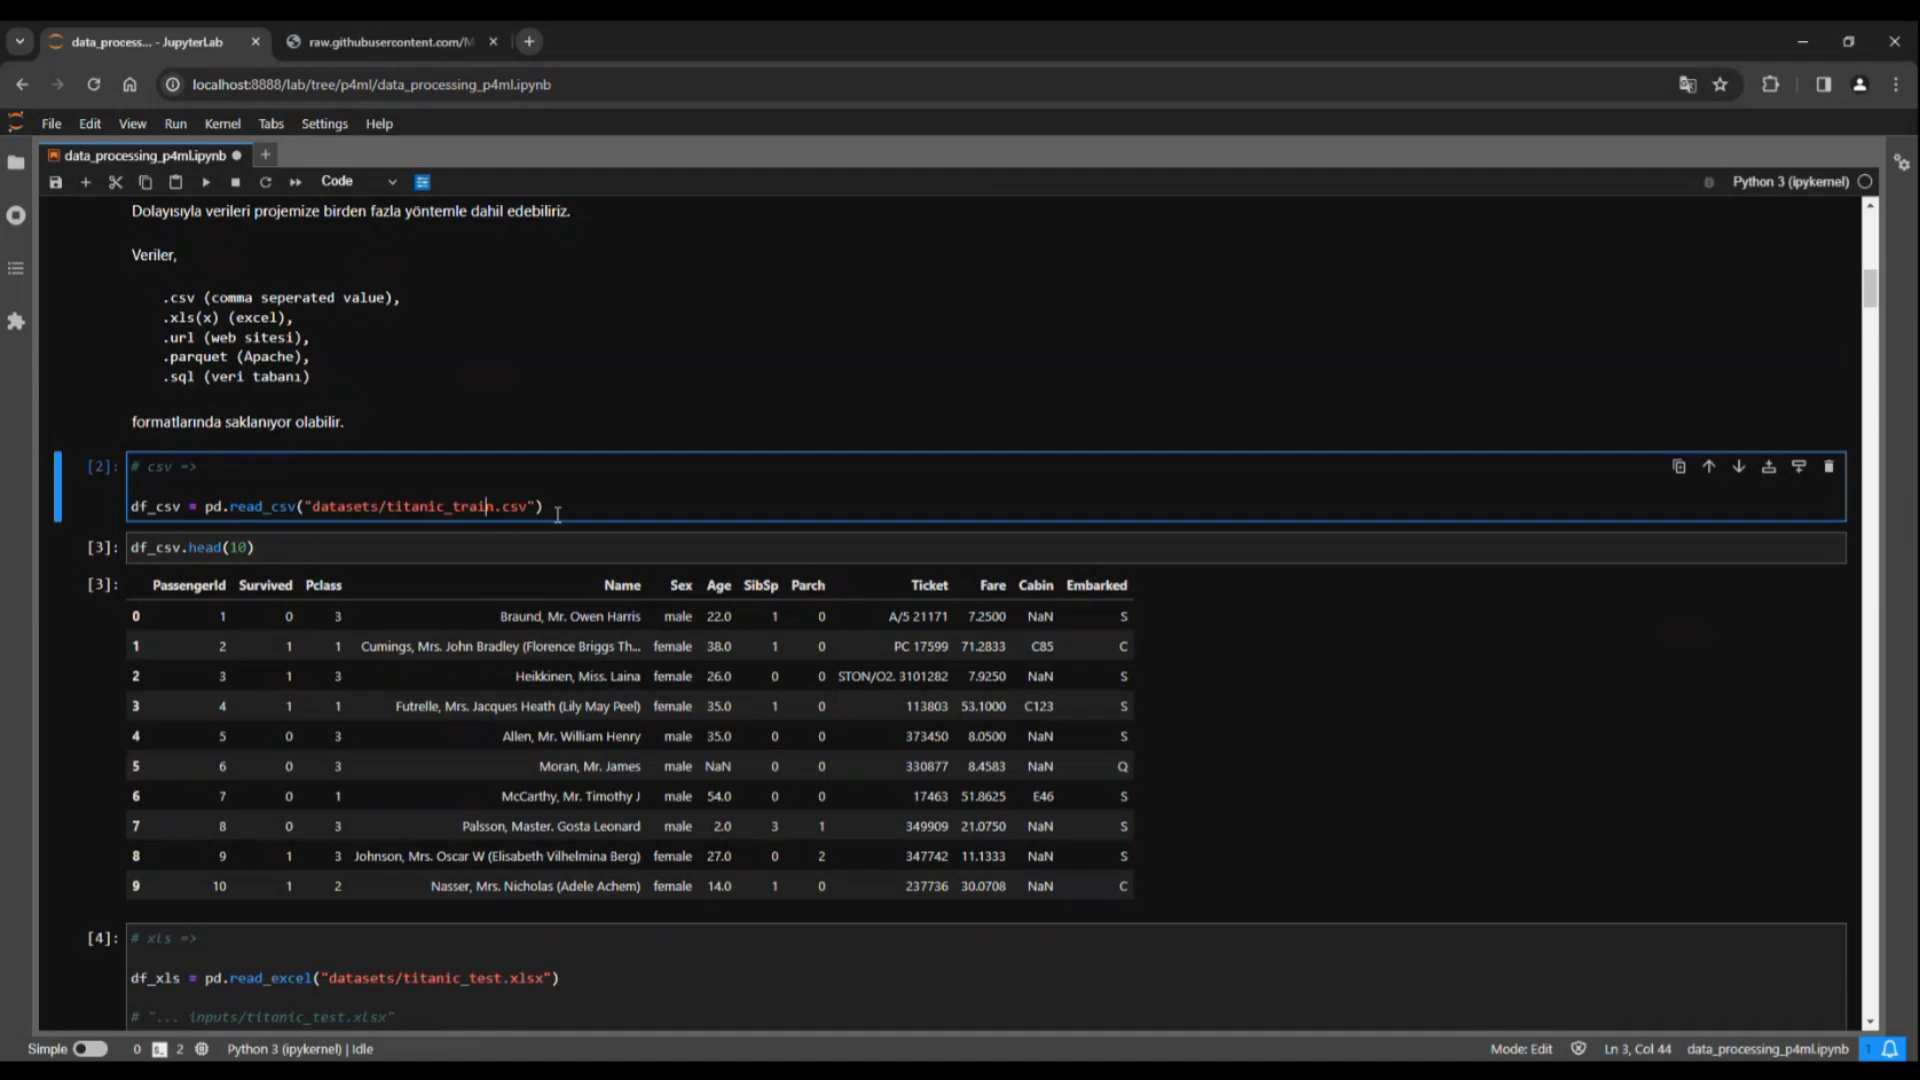 data_process... - JupyterLab
raw.githubusercontent.com/M
localhost:8888/lab/tree/p4ml/data_processing_p4ml.ipynb
File Edit View Run Kernel Tabs Settings Help
data_processing_p4ml.ipynb
Code
Python 3 (ipykernel)
Dolayısıyla verileri projemize birden fazla yöntemle dahil edebiliriz.
Veriler,
.csv (comma seperated value),
.xls(x) (excel),
.url (web sitesi),
.parquet (Apache),
.sql (veri tabanı)
formatlarında saklanıyor olabilir.
[2]: # csv =>
df_csv = pd.read_csv("datasets/titanic_train.csv")
[3]: df_csv.head(10)
[3]: PassengerId Survived Pclass Name Sex Age SibSp Parch Ticket Fare Cabin Embarked
0 1 0 3 Braund, Mr. Owen Harris male 22.0 1 0 A/5 21171 7.2500 NaN S
1 2 1 1 Cumings, Mrs. John Bradley (Florence Briggs Th... female 38.0 1 0 PC 17599 71.2833 C85 C
2 3 1 3 Heikkinen, Miss. Laina female 26.0 0 0 STON/O2. 3101282 7.9250 NaN S
3 4 1 1 Futrelle, Mrs. Jacques Heath (Lily May Peel) female 35.0 1 0 113803 53.1000 C123 S
4 5 0 3 Allen, Mr. William Henry male 35.0 0 0 373450 8.0500 NaN S
5 6 0 3 Moran, Mr. James male NaN 0 0 330877 8.4583 NaN Q
6 7 0 1 McCarthy, Mr. Timothy J male 54.0 0 0 17463 51.8625 E46 S
7 8 0 3 Palsson, Master. Gosta Leonard male 2.0 3 1 349909 21.0750 NaN S
8 9 1 3 Johnson, Mrs. Oscar W (Elisabeth Vilhelmina Berg) female 27.0 0 2 347742 11.1333 NaN S
9 10 1 2 Nasser, Mrs. Nicholas (Adele Achem) female 14.0 1 0 237736 30.0708 NaN C
[4]: # xls =>
df_xls = pd.read_excel("datasets/titanic_test.xlsx")
# "... inputs/titanic_test.xlsx"
Simple 0 2 Python 3 (ipykernel) | Idle Mode: Edit Ln 3, Col 44 data_processing_p4ml.ipynb 1